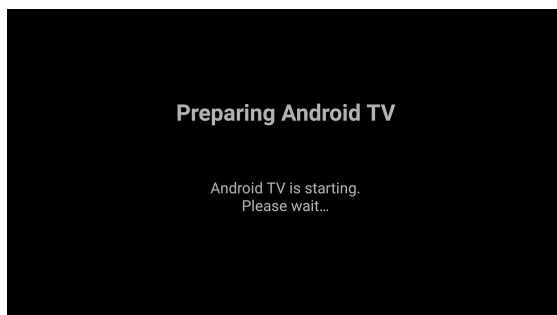 Preparing Android TV
Android TV is starting.
Please wait…